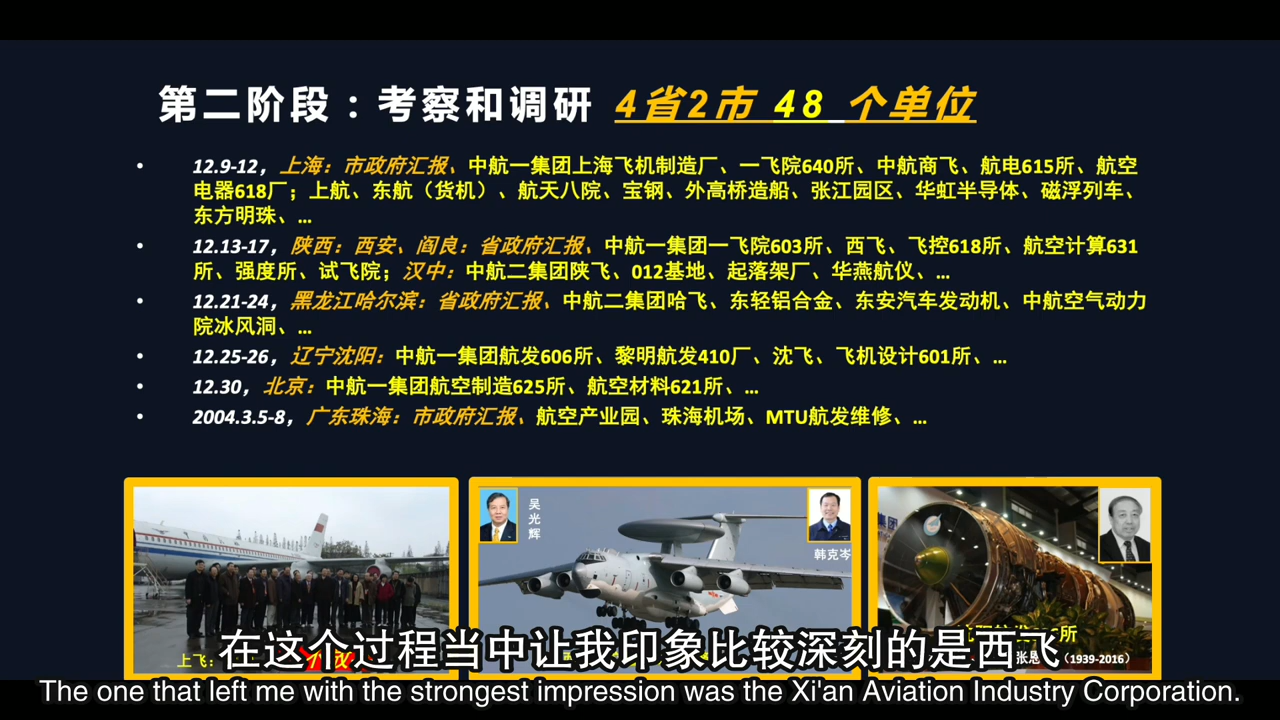 第二阶段：考察和调研 4省2市 48 个单位
• 12.9-12，上海：市政府汇报、中航一集团上海飞机制造厂、一飞院640所、中航商飞、航电615所、航空
电器618厂；上航、东航（货机）、航天八院、宝钢、外高桥造船、张江园区、华虹半导体、磁浮列车、
东方明珠、...
• 12.13-17，陕西：西安、阎良：省政府汇报、中航一集团一飞院603所、西飞、飞控618所、航空计算631
所、强度所、试飞院；汉中：中航二集团陕飞、012基地、起落架厂、华燕航仪、...
• 12.21-24，黑龙江哈尔滨：省政府汇报、中航二集团哈飞、东轻铝合金、东安汽车发动机、中航空气动力
院冰风洞、...
• 12.25-26，辽宁沈阳：中航一集团航发606所、黎明航发410厂、沈飞、飞机设计601所、...
• 12.30，北京：中航一集团航空制造625所、航空材料621所、...
• 2004.3.5-8，广东珠海：市政府汇报、航空产业园、珠海机场、MTU航发维修、...
吴光辉
韩克岑
上飞：
所
张恩
（1939-2016）
在这个过程当中让我印象比较深刻的是西飞
The one that left me with the strongest impression was the Xi'an Aviation Industry Corporation.